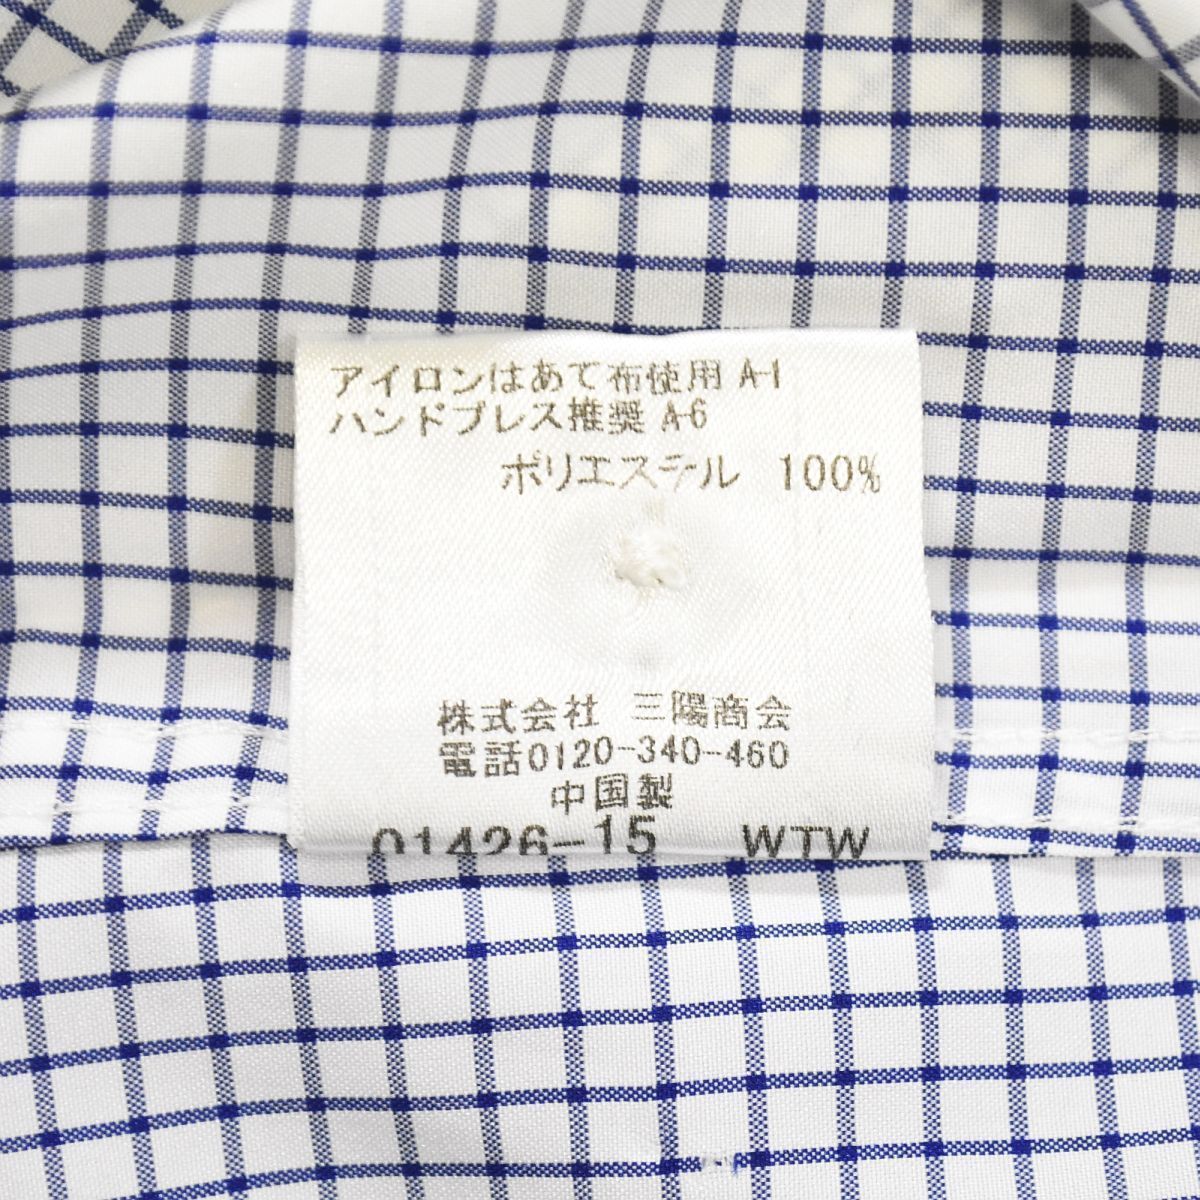 アイロンはあて布使用 A-1
ハンドプレス推奨 A-6
ポリエステル 100%
株式会社 三陽商会
電話0120-340-460
中国製
01426-15 WTW